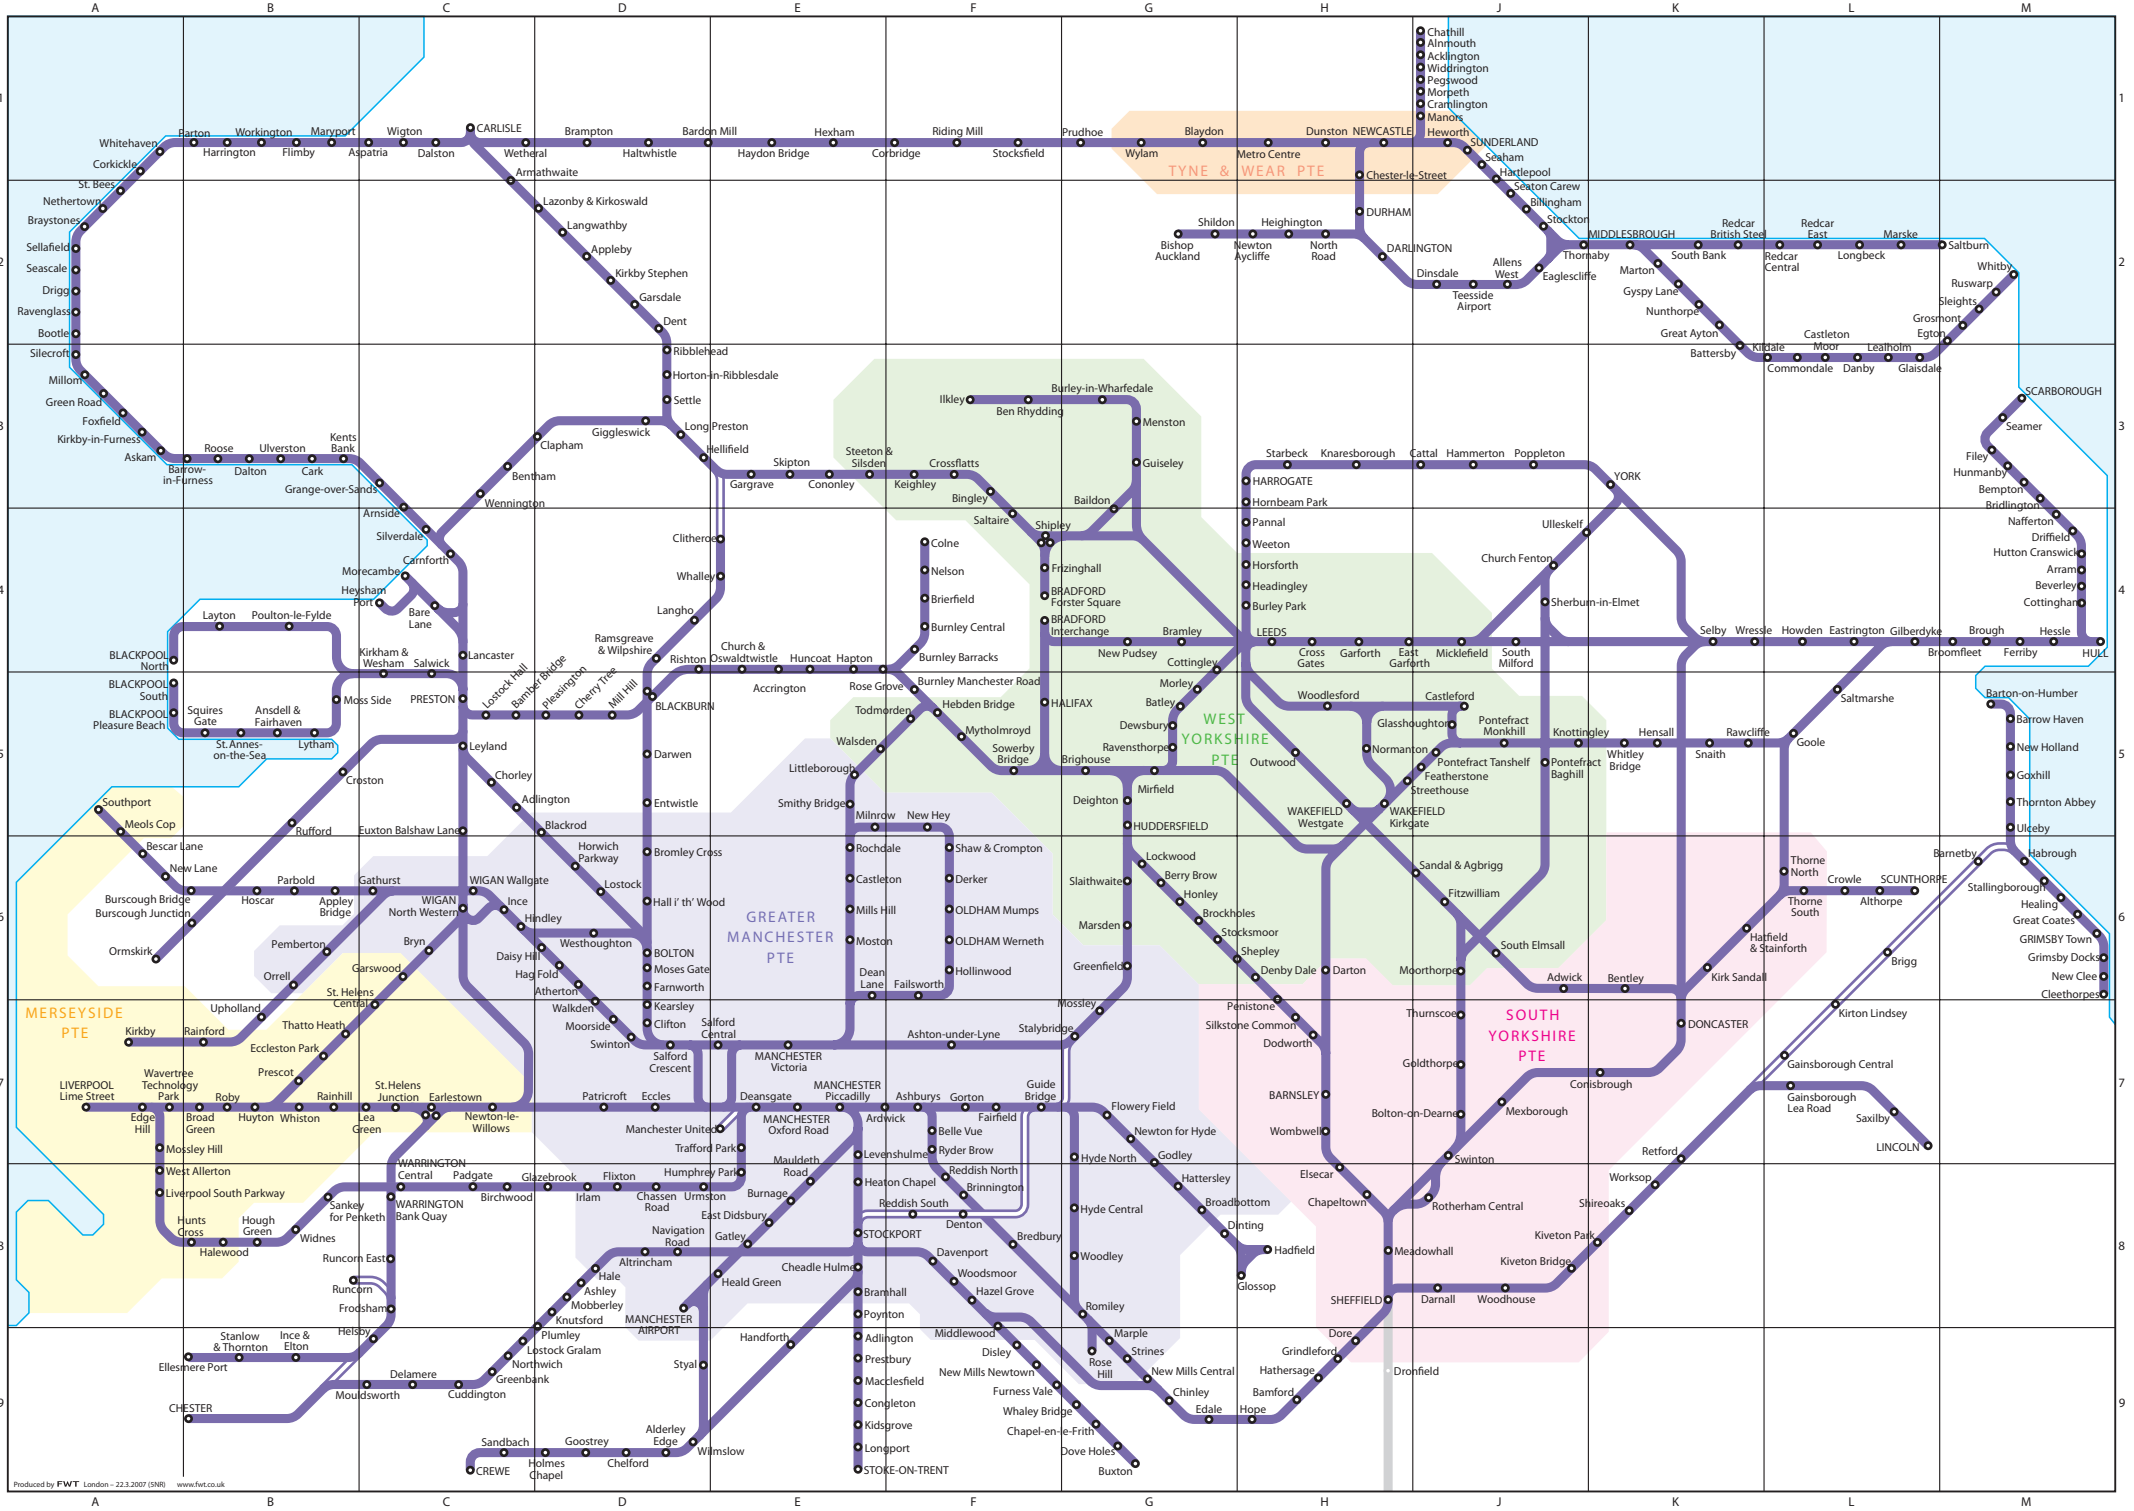 A B C D E F G H J K L M
1
2
3
4
5
6
7
8
9
Chathill
Alnmouth
Acklington
Widdrington
Pegswood
Morpeth
Cramlington
Manors
Whitehaven
Parton
Harrington
Workington
Flimby
Maryport
Aspatria
Wigton
Dalston
CARLISLE
Wetheral
Brampton
Haltwhistle
Bardon Mill
Haydon Bridge
Hexham
Corbridge
Riding Mill
Stocksfield
Prudhoe
Wylam
Blaydon
Metro Centre
Dunston
NEWCASTLE
Heworth
SUNDERLAND
TYNE & WEAR PTE
Seaham
Hartlepool
Seaton Carew
Billingham
Stockton
Chester-le-Street
DURHAM
Corkickle
St. Bees
Nethertown
Braystones
Sellafield
Seascale
Drigg
Ravenglass
Bootle
Silecroft
Millom
Green Road
Foxfield
Kirkby-in-Furness
Askam
Armathwaite
Lazonby & Kirkoswald
Langwathby
Appleby
Kirkby Stephen
Garsdale
Dent
Ribblehead
Horton-in-Ribblesdale
Settle
Bishop
Auckland
Shildon
Newton
Aycliffe
Heighington
North
Road
DARLINGTON
Dinsdale
Teesside
Airport
Allens
West
Eaglescliffe
Thornaby
MIDDLESBROUGH
South Bank
Redcar
British Steel
Redcar
Central
Redcar
East
Longbeck
Marske
Saltburn
Marton
Gyspy Lane
Nunthorpe
Great Ayton
Battersby
Kildale
Commondale
Castleton
Moor
Danby
Lealholm
Glaisdale
Egton
Grosmont
Sleights
Ruswarp
Whitby
Barrow-
in-Furness
Roose
Dalton
Ulverston
Cark
Kents
Bank
Grange-over-Sands
Arnside
Silverdale
Carnforth
Giggleswick
Clapham
Bentham
Wennington
Long Preston
Hellifield
Gargrave
Skipton
Cononley
Steeton &
Silsden
Keighley
Crossflatts
Bingley
Saltaire
Shipley
Ilkley
Ben Rhydding
Burley-in-Wharfedale
Menston
Guiseley
Baildon
Frizinghall
BRADFORD
Forster Square
BRADFORD
Interchange
Starbeck
Knaresborough
Cattal
Hammerton
Poppleton
YORK
HARROGATE
Hornbeam Park
Pannal
Weeton
Horsforth
Headingley
Burley Park
Ulleskelf
Church Fenton
Sherburn-in-Elmet
SCARBOROUGH
Seamer
Filey
Hunmanby
Bempton
Bridlington
Nafferton
Driffield
Hutton Cranswick
Arram
Beverley
Cottingham
Morecambe
Heysham
Port
Bare
Lane
Lancaster
Clitheroe
Whalley
Langho
Ramsgreave
& Wilpshire
Colne
Nelson
Brierfield
Burnley Central
Burnley Barracks
Burnley Manchester Road
Layton
Poulton-le-Fylde
BLACKPOOL
North
BLACKPOOL
South
BLACKPOOL
Pleasure Beach
Squires
Gate
St. Annes-
on-the-Sea
Ansdell &
Fairhaven
Lytham
Moss Side
Kirkham &
Wesham
Salwick
PRESTON
Lostock Hall
Bamber Bridge
Pleasington
Cherry Tree
Mill Hill
BLACKBURN
Rishton
Church &
Oswaldtwistle
Accrington
Huncoat
Hapton
Rose Grove
New Pudsey
Bramley
LEEDS
Cross
Gates
Garforth
East
Garforth
Micklefield
South
Milford
Selby
Wressle
Howden
Eastrington
Gilberdyke
Broomfleet
Brough
Ferriby
Hessle
HULL
Todmorden
Hebden Bridge
Mytholmroyd
Sowerby
Bridge
HALIFAX
Walsden
Littleborough
Smithy Bridge
Cottingley
Morley
Batley
Dewsbury
Ravensthorpe
WEST
YORKSHIRE
PTE
Brighouse
Mirfield
Deighton
HUDDERSFIELD
Woodlesford
Castleford
Glasshoughton
Pontefract
Monkhill
Normanton
Pontefract Tanshelf
Featherstone
Streethouse
Outwood
WAKEFIELD
Westgate
WAKEFIELD
Kirkgate
Knottingley
Pontefract
Baghill
Whitley
Bridge
Hensall
Snaith
Rawcliffe
Goole
Saltmarshe
Barton-on-Humber
Barrow Haven
New Holland
Goxhill
Thornton Abbey
Ulceby
Leyland
Croston
Rufford
Chorley
Adlington
Blackrod
Euxton Balshaw Lane
Darwen
Entwistle
Bromley Cross
Hall i' th' Wood
Horwich
Parkway
Lostock
Southport
Meols Cop
Bescar Lane
New Lane
Burscough Bridge
Burscough Junction
Ormskirk
Hoscar
Parbold
Appley
Bridge
Gathurst
WIGAN Wallgate
WIGAN
North Western
Ince
Hindley
Westhoughton
Daisy Hill
Hag Fold
Atherton
Walkden
Moorside
Swinton
BOLTON
Moses Gate
Farnworth
Kearsley
Clifton
GREATER
MANCHESTER
PTE
Milnrow
New Hey
Rochdale
Castleton
Mills Hill
Moston
Dean
Lane
Failsworth
Shaw & Crompton
Derker
OLDHAM Mumps
OLDHAM Werneth
Hollinwood
Slaithwaite
Marsden
Greenfield
Mossley
Stalybridge
Lockwood
Berry Brow
Honley
Brockholes
Stocksmoor
Shepley
Denby Dale
Penistone
Silkstone Common
Dodworth
Darton
Sandal & Agbrigg
Fitzwilliam
South Elmsall
Moorthorpe
Adwick
Bentley
Thurnscoe
Goldthorpe
Bolton-on-Dearne
SOUTH
YORKSHIRE
PTE
DONCASTER
Kirk Sandall
Hatfield
& Stainforth
Thorne
North
Thorne
South
Crowle
Althorpe
SCUNTHORPE
Barnetby
Habrough
Stallingborough
Healing
Great Coates
GRIMSBY Town
Grimsby Docks
New Clee
Cleethorpes
Brigg
Kirton Lindsey
Gainsborough Central
Gainsborough
Lea Road
Saxilby
LINCOLN
MERSEYSIDE
PTE
Pemberton
Orrell
Upholland
Rainford
Kirkby
Bryn
Garswood
St. Helens
Central
Thatto Heath
Eccleston Park
Prescot
LIVERPOOL
Lime Street
Edge
Hill
Wavertree
Technology
Park
Broad
Green
Roby
Huyton
Whiston
Rainhill
Lea
Green
St.Helens
Junction
Earlestown
Newton-le-
Willows
Patricroft
Eccles
Salford
Crescent
Salford
Central
MANCHESTER
Victoria
Ashton-under-Lyne
Deansgate
MANCHESTER
Oxford Road
MANCHESTER
Piccadilly
Ardwick
Ashburys
Gorton
Fairfield
Guide
Bridge
Flowery Field
Newton for Hyde
Godley
Hattersley
Broadbottom
Dinting
Hadfield
Glossop
Manchester United
Trafford Park
Humphrey Park
Urmston
Chassen
Road
Flixton
Irlam
Glazebrook
Birchwood
Padgate
WARRINGTON
Central
WARRINGTON
Bank Quay
Sankey
for Penketh
Widnes
Hough
Green
Halewood
Hunts
Cross
Mossley Hill
West Allerton
Liverpool South Parkway
Belle Vue
Ryder Brow
Reddish North
Brinnington
Reddish South
Denton
Bredbury
Hyde North
Hyde Central
Woodley
Romiley
Levenshulme
Heaton Chapel
STOCKPORT
Cheadle Hulme
Mauldeth
Road
Burnage
East Didsbury
Gatley
Heald Green
MANCHESTER
AIRPORT
Styal
Navigation
Road
Altrincham
Hale
Ashley
Mobberley
Knutsford
Plumley
Lostock Gralam
Northwich
Greenbank
Cuddington
Delamere
Mouldsworth
CHESTER
Runcorn East
Runcorn
Frodsham
Helsby
Ince &
Elton
Stanlow
& Thornton
Ellesmere Port
Bramhall
Poynton
Adlington
Prestbury
Macclesfield
Congleton
Kidsgrove
Longport
STOKE-ON-TRENT
Handforth
Wilmslow
Alderley
Edge
Chelford
Goostrey
Holmes
Chapel
Sandbach
CREWE
Davenport
Woodsmoor
Hazel Grove
Middlewood
Disley
New Mills Newtown
Furness Vale
Whaley Bridge
Chapel-en-le-Frith
Dove Holes
Buxton
Rose
Hill
Marple
Strines
New Mills Central
Chinley
Edale
Hope
Bamford
Hathersage
Grindleford
Dore
Dronfield
SHEFFIELD
Meadowhall
Chapeltown
Elsecar
Wombwell
BARNSLEY
Rotherham Central
Swinton
Mexborough
Conisbrough
Darnall
Woodhouse
Kiveton Bridge
Kiveton Park
Shireoaks
Worksop
Retford
Produced by FWT London – 22.3.2007 (SNR) www.fwt.co.uk
A B C D E F G H J K L M